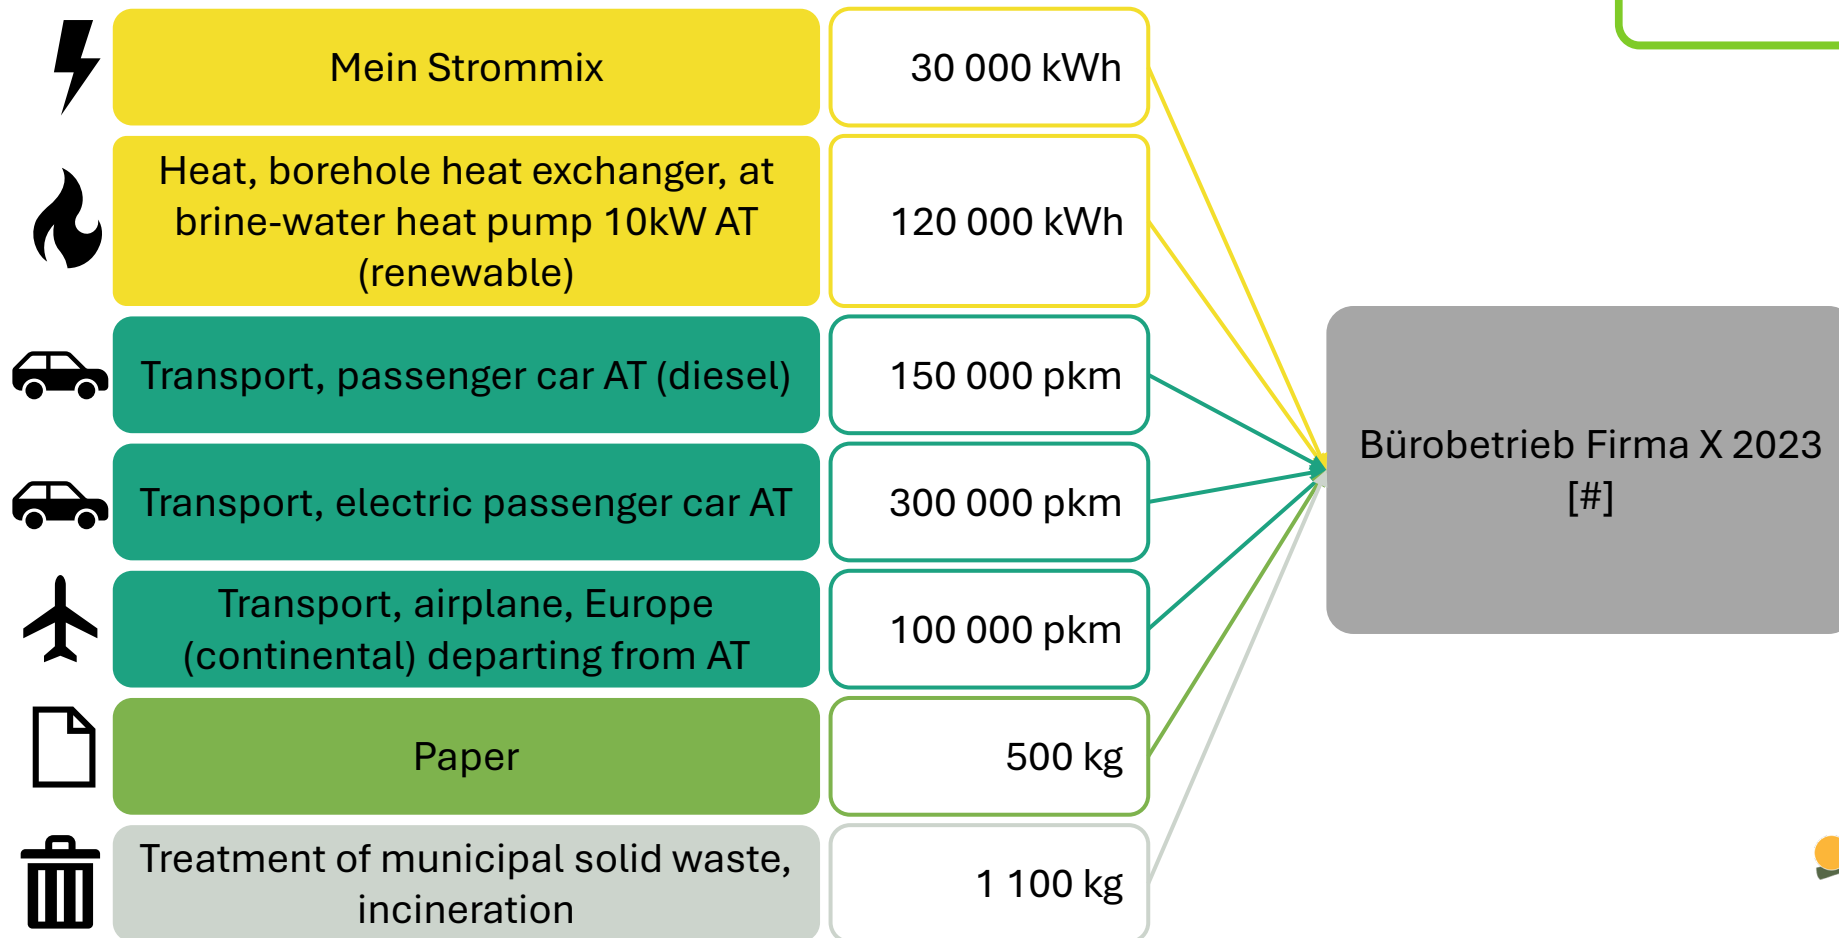 Mein Strommix
30 000 kWh
Heat, borehole heat exchanger, at
brine-water heat pump 10kW AT
(renewable)
120 000 kWh
Transport, passenger car AT (diesel)
150 000 pkm
Transport, electric passenger car AT
300 000 pkm
Transport, airplane, Europe
(continental) departing from AT
100 000 pkm
Paper
500 kg
Treatment of municipal solid waste,
incineration
1 100 kg
Bürobetrieb Firma X 2023
[#]